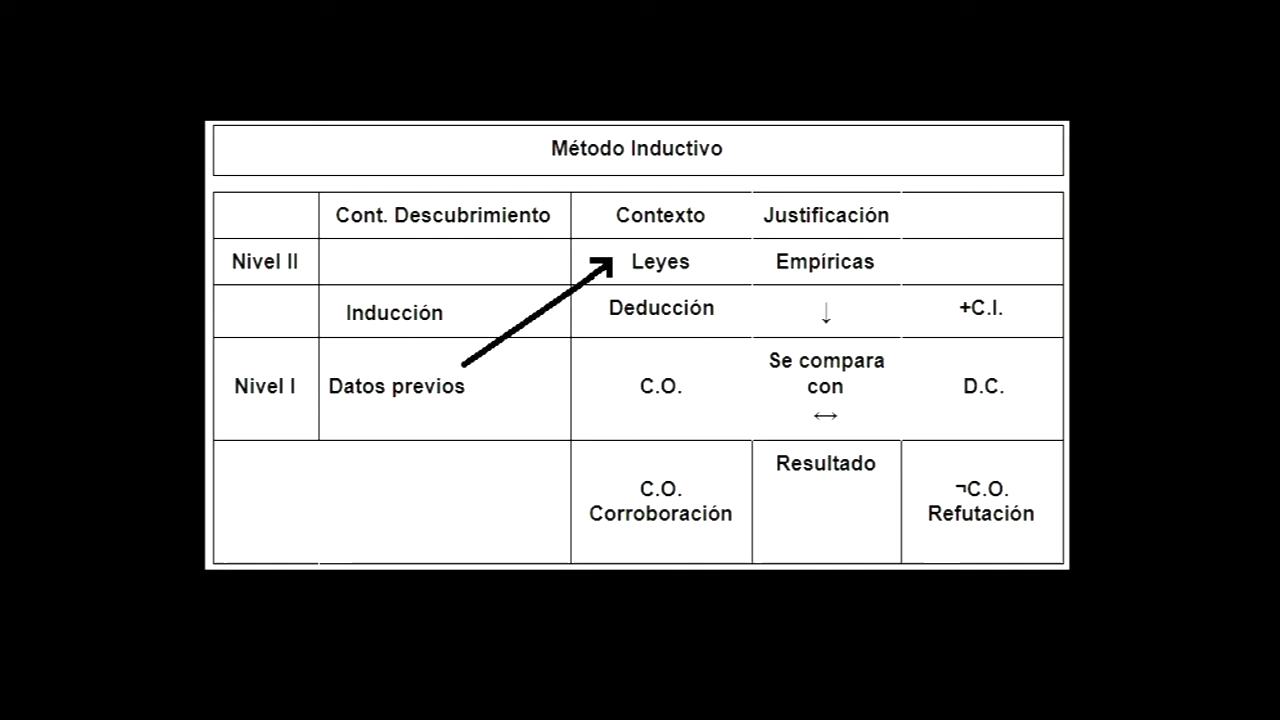 Método Inductivo
Cont. Descubrimiento Contexto Justificación
Nivel II Leyes Empíricas
Inducción Deducción ↓ +C.I.
Nivel I Datos previos C.O. Se compara
con
↔ D.C.
C.O.
Corroboración
Resultado
¬C.O.
Refutación